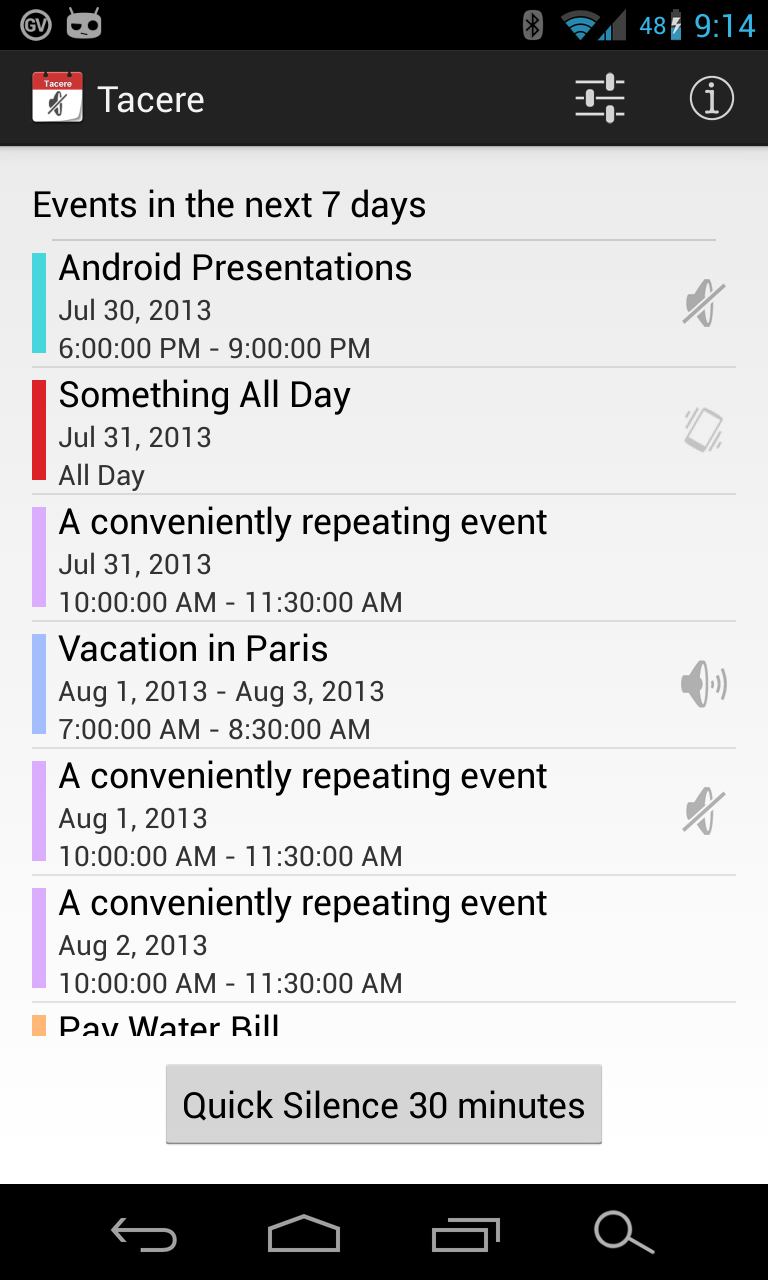 GV
48
9:14
Tacere
Tacere
Events in the next 7 days
Android Presentations
Jul 30, 2013
6:00:00 PM - 9:00:00 PM
Something All Day
Jul 31, 2013
All Day
A conveniently repeating event
Jul 31, 2013
10:00:00 AM - 11:30:00 AM
Vacation in Paris
Aug 1, 2013 - Aug 3, 2013
7:00:00 AM - 8:30:00 AM
A conveniently repeating event
Aug 1, 2013
10:00:00 AM - 11:30:00 AM
A conveniently repeating event
Aug 2, 2013
10:00:00 AM - 11:30:00 AM
Pay Water Bill
Quick Silence 30 minutes